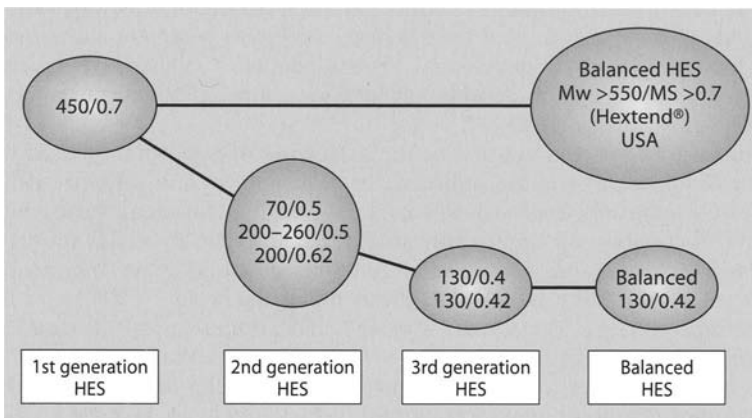 450/0.7
Balanced HES
Mw >550/MS >0.7
(Hextend®)
USA
70/0.5
200–260/0.5
200/0.62
130/0.4
130/0.42
Balanced
130/0.42
1st generation
HES
2nd generation
HES
3rd generation
HES
Balanced
HES